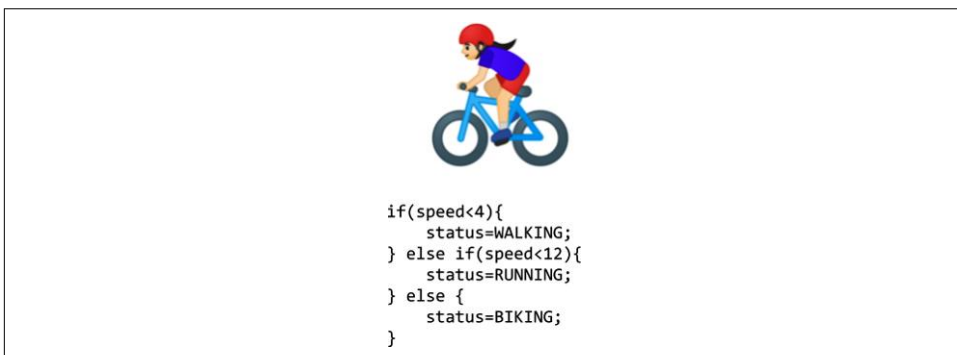 if(speed<4){
    status=WALKING;
} else if(speed<12){
    status=RUNNING;
} else {
    status=BIKING;
}